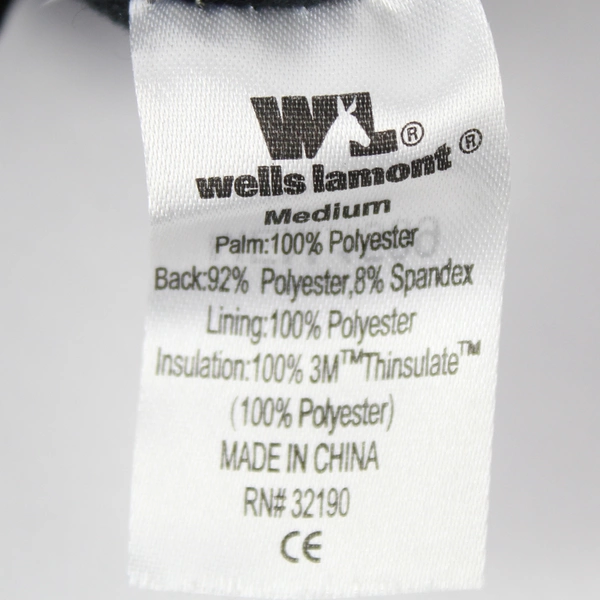 WL®
wells lamont®
Medium
Palm:100% Polyester
Back:92% Polyester,8% Spandex
Lining:100% Polyester
Insulation:100% 3M™Thinsulate™
(100% Polyester)
MADE IN CHINA
RN# 32190
CE